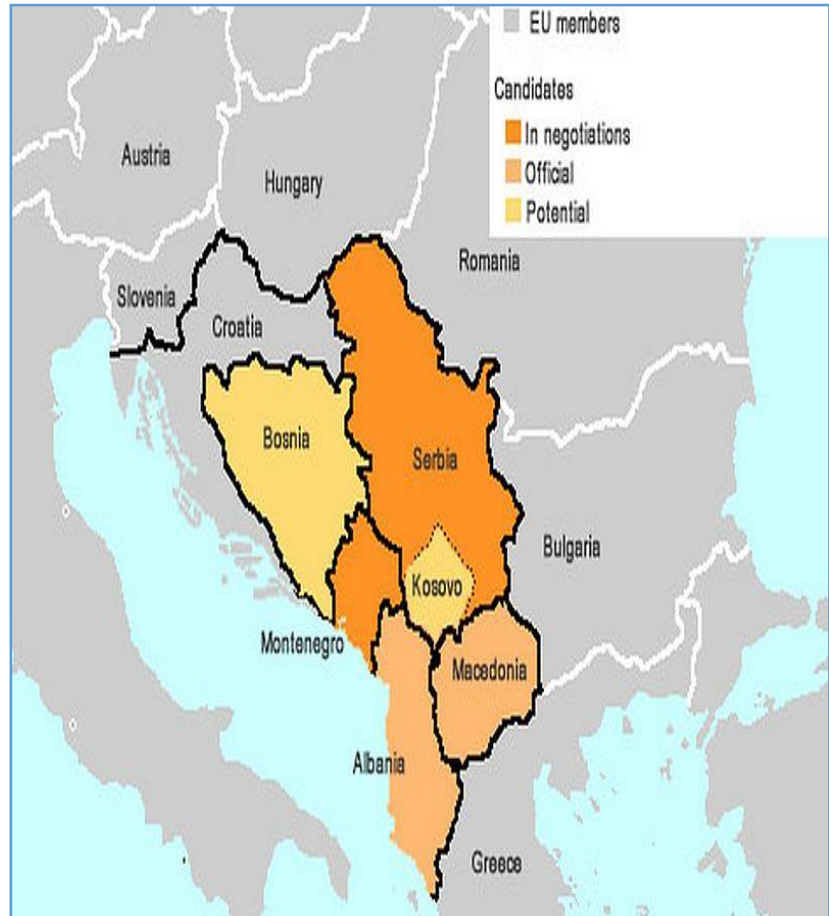 EU members
Candidates
In negotiations
Official
Potential
Austria
Hungary
Romania
Slovenia
Croatia
Bosnia
Serbia
Bulgaria
Kosovo
Montenegro
Macedonia
Albania
Greece